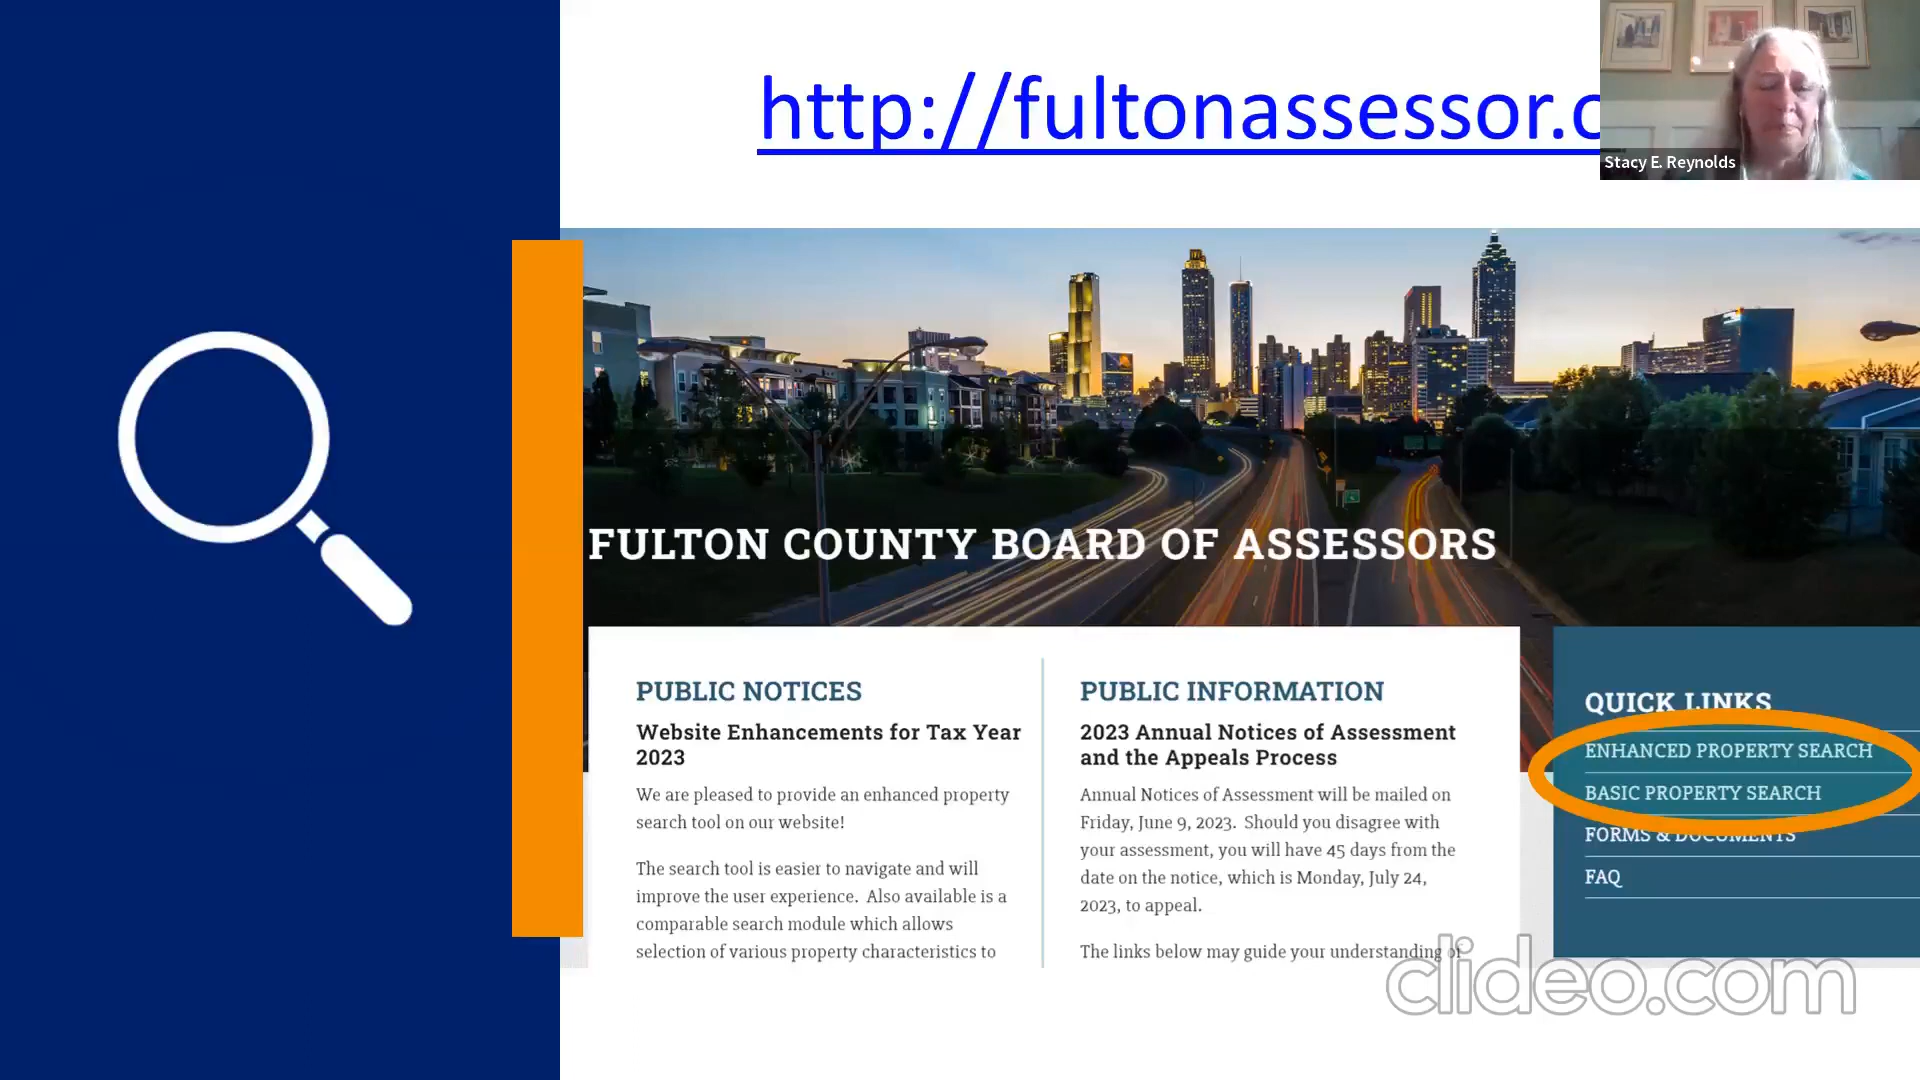 http://fultonassessor.
Stacy E. Reynolds
FULTON COUNTY BOARD OF ASSESSORS
PUBLIC NOTICES
Website Enhancements for Tax Year
2023
We are pleased to provide an enhanced property
search tool on our website!
The search tool is easier to navigate and will
improve the user experience. Also available is a
comparable search module which allows
selection of various property characteristics to
PUBLIC INFORMATION
2023 Annual Notices of Assessment
and the Appeals Process
Annual Notices of Assessment will be mailed on
Friday, June 9, 2023. Should you disagree with
your assessment, you will have 45 days from the
date on the notice, which is Monday, July 24,
2023, to appeal.
The links below may guide your understanding of
QUICK LINKS
ENHANCED PROPERTY SEARCH
BASIC PROPERTY SEARCH
FORMS & DOCUMENTS
FAQ
clideo.com